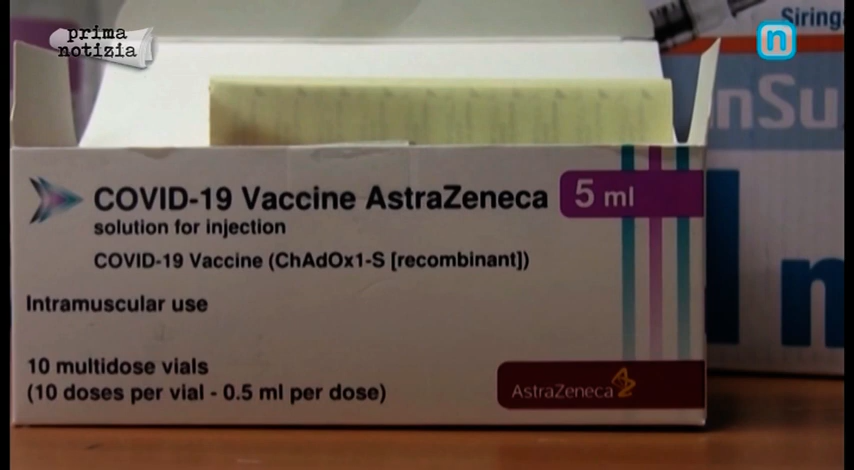 prima
notizia
n
Siring
nSu
COVID-19 Vaccine AstraZeneca
5 ml
solution for injection
COVID-19 Vaccine (ChAdOx1-S [recombinant])
Intramuscular use
10 multidose vials
(10 doses per vial - 0.5 ml per dose)
AstraZeneca
n